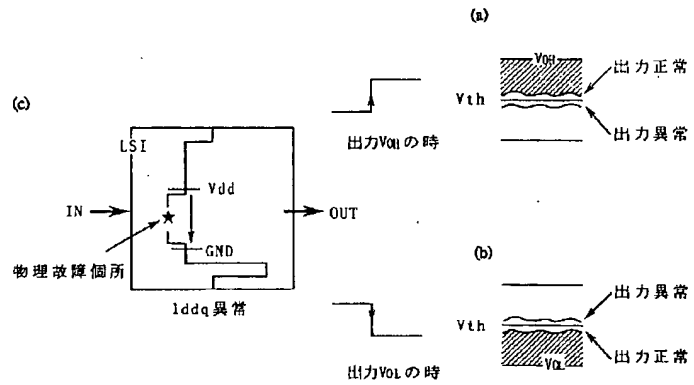 (a)
VOH
出力正常
Vth
出力異常
出力VOHの時
(c)
LSI
Vdd
IN
OUT
GND
物理故障個所
Iddq異常
(b)
出力異常
Vth
出力正常
VOL
出力VOLの時